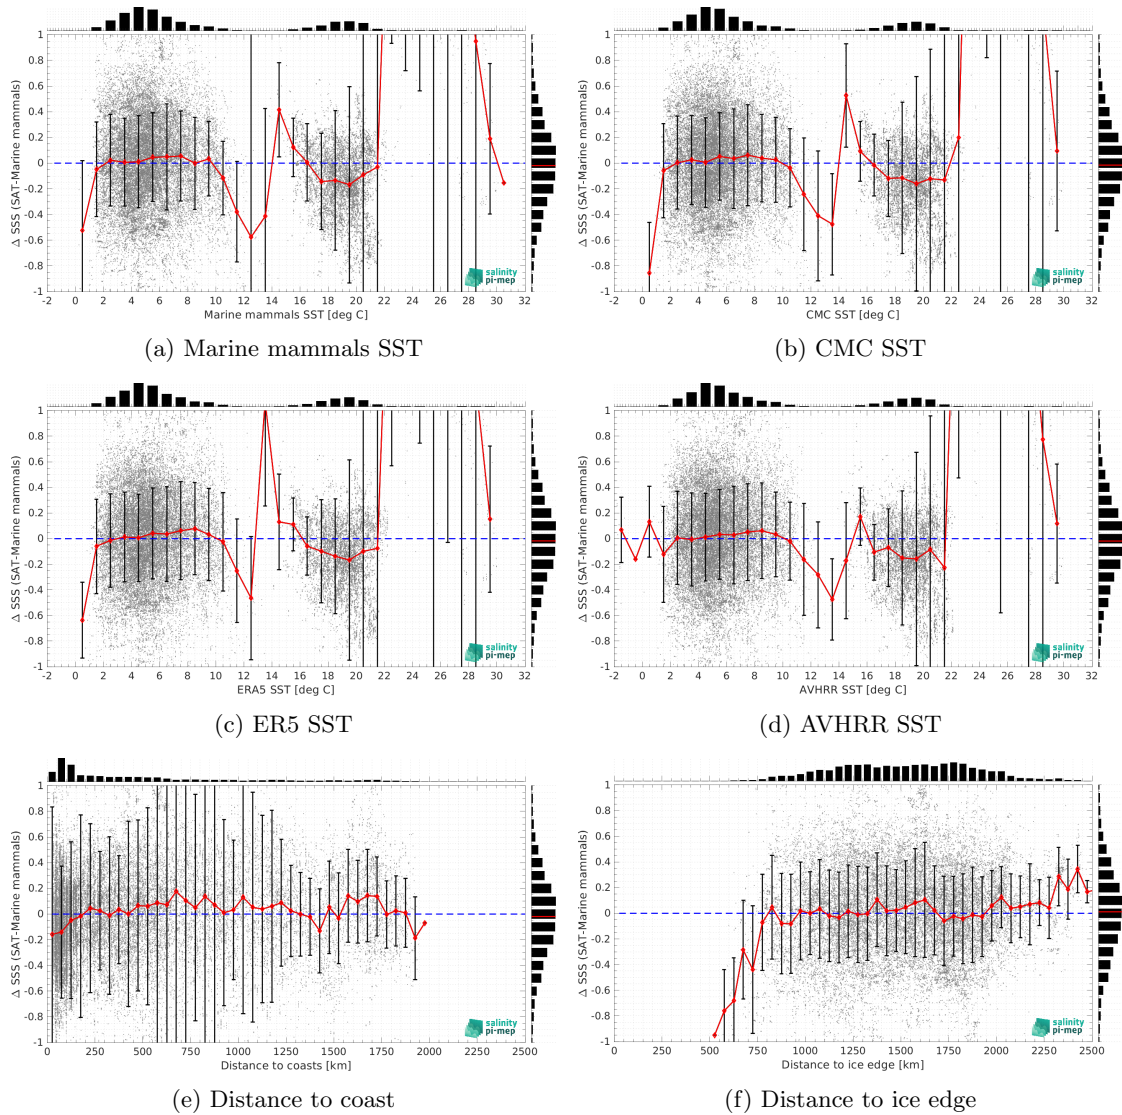 1
0.8
0.6
0.4
0.2
0
-0.2
-0.4
-0.6
-0.8
-1
Δ SSS (SAT-Marine mammals)
salinity
pi-mep
-2 0 2 4 6 8 10 12 14 16 18 20 22 24 26 28 30 32
Marine mammals SST [deg C]
(a) Marine mammals SST
1
0.8
0.6
0.4
0.2
0
-0.2
-0.4
-0.6
-0.8
-1
Δ SSS (SAT-Marine mammals)
salinity
pi-mep
-2 0 2 4 6 8 10 12 14 16 18 20 22 24 26 28 30 32
CMC SST [deg C]
(b) CMC SST
1
0.8
0.6
0.4
0.2
0
-0.2
-0.4
-0.6
-0.8
-1
Δ SSS (SAT-Marine mammals)
salinity
pi-mep
-2 0 2 4 6 8 10 12 14 16 18 20 22 24 26 28 30 32
ERA5 SST [deg C]
(c) ER5 SST
1
0.8
0.6
0.4
0.2
0
-0.2
-0.4
-0.6
-0.8
-1
Δ SSS (SAT-Marine mammals)
salinity
pi-mep
-2 0 2 4 6 8 10 12 14 16 18 20 22 24 26 28 30 32
AVHRR SST [deg C]
(d) AVHRR SST
1
0.8
0.6
0.4
0.2
0
-0.2
-0.4
-0.6
-0.8
-1
Δ SSS (SAT-Marine mammals)
salinity
pi-mep
0 250 500 750 1000 1250 1500 1750 2000 2250 2500
Distance to coasts [km]
(e) Distance to coast
1
0.8
0.6
0.4
0.2
0
-0.2
-0.4
-0.6
-0.8
-1
Δ SSS (SAT-Marine mammals)
salinity
pi-mep
0 250 500 750 1000 1250 1500 1750 2000 2250 2500
Distance to ice edge [km]
(f) Distance to ice edge